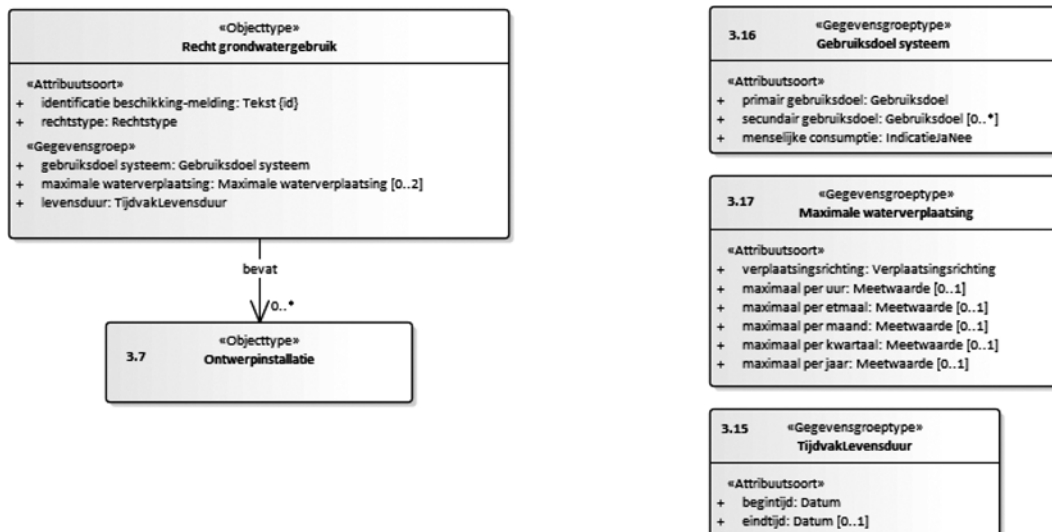 «Objecttype»
Recht grondwatergebruik
«Attribuutsoort»
+ identificatie beschikking-melding: Tekst {id}
+ rechtstype: Rechtstype
«Gegevensgroep»
+ gebruiksdoel systeem: Gebruiksdoel systeem
+ maximale waterverplaatsing: Maximale waterverplaatsing [0..2]
+ levensduur: TijdvakLevensduur
bevat
0..*
«Objecttype»
3.7 Ontwerpinstallatie
3.16 «Gegevensgroeptype»
Gebruiksdoel systeem
«Attribuutsoort»
+ primair gebruiksdoel: Gebruiksdoel
+ secundair gebruiksdoel: Gebruiksdoel [0..*]
+ menselijke consumptie: IndicatieJaNee
3.17 «Gegevensgroeptype»
Maximale waterverplaatsing
«Attribuutsoort»
+ verplaatsingsrichting: Verplaatsingsrichting
+ maximaal per uur: Meetwaarde [0..1]
+ maximaal per etmaal: Meetwaarde [0..1]
+ maximaal per maand: Meetwaarde [0..1]
+ maximaal per kwartaal: Meetwaarde [0..1]
+ maximaal per jaar: Meetwaarde [0..1]
3.15 «Gegevensgroeptype»
TijdvakLevensduur
«Attribuutsoort»
+ begintijd: Datum
+ eindtijd: Datum [0..1]